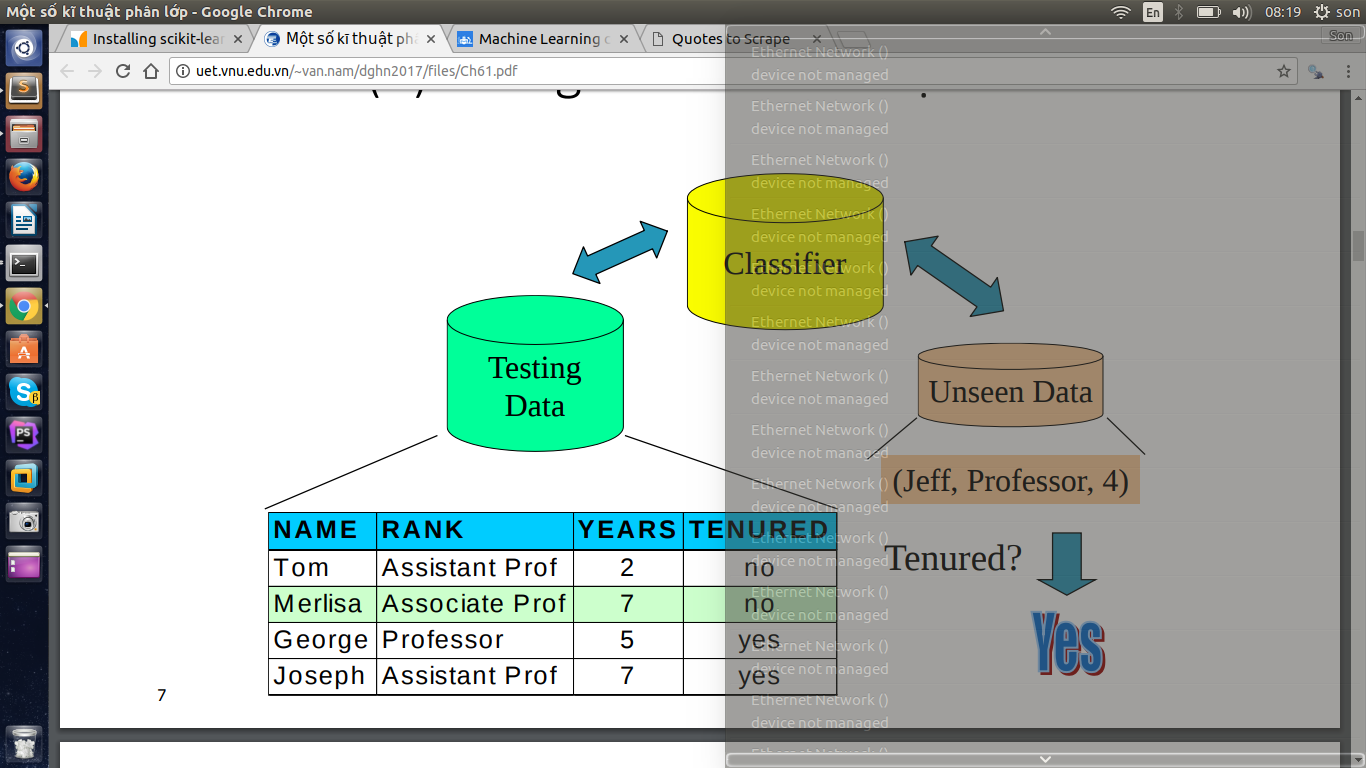 Một số kĩ thuật phân lớp - Google Chrome
En
08:19
son
Installing scikit-lea
Một số kĩ thuật ph
Machine Learning
Quotes to Scrape
Son
uet.vnu.edu.vn/~van.nam/dghn2017/files/Ch61.pdf
Ethernet Network ()
device not managed
Ethernet Network ()
device not managed
Ethernet Network ()
device not managed
Ethernet Network ()
device not managed
Ethernet Network ()
device not managed
Ethernet Network ()
device not managed
Ethernet Network ()
device not managed
Ethernet Network ()
device not managed
Ethernet Network ()
device not managed
Ethernet Network ()
device not managed
Ethernet Network ()
device not managed
Ethernet Network ()
device not managed
Ethernet Network ()
device not managed
Ethernet Network ()
Classifier
Testing
Data
Unseen Data
(Jeff, Professor, 4)
Tenured?
Yes
NAME RANK YEARS TENURED
Tom Assistant Prof 2 no
Merlisa Associate Prof 7 no
George Professor 5 yes
Joseph Assistant Prof 7 yes
7